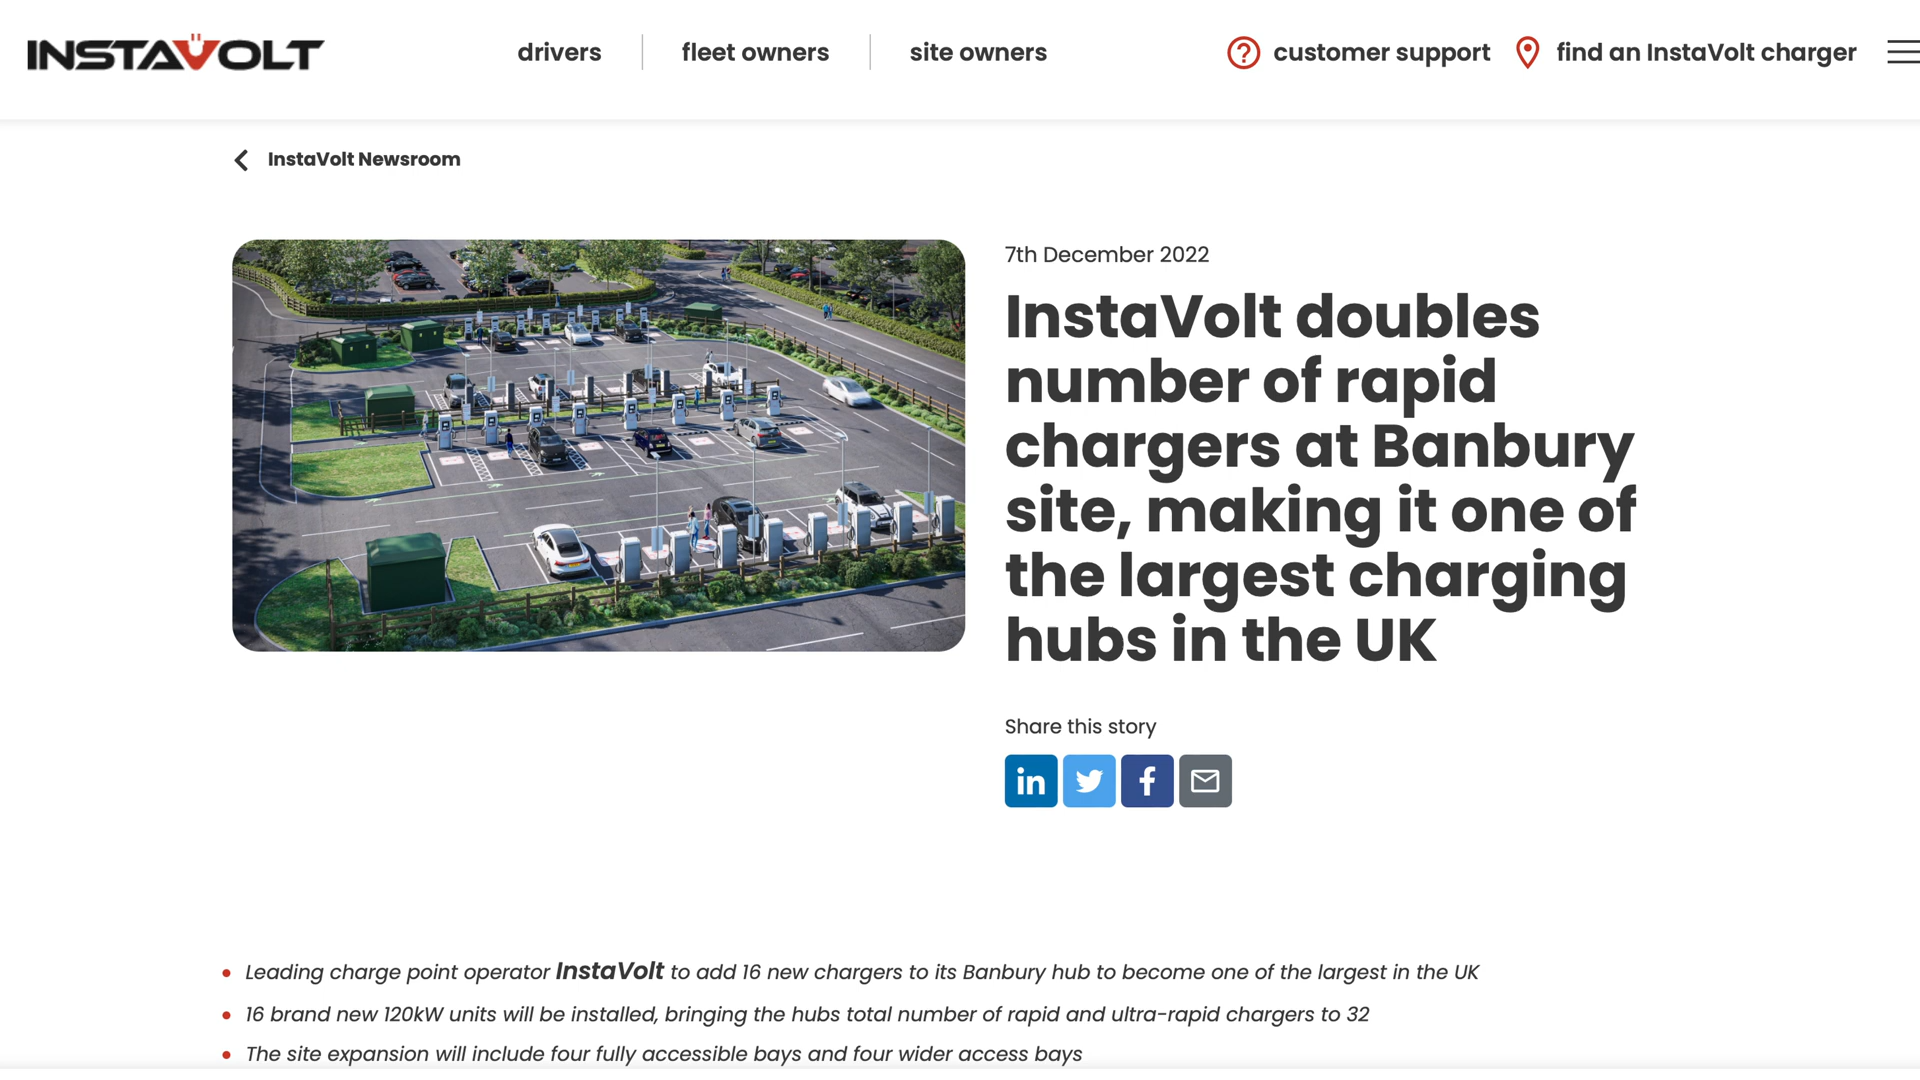 INSTAVOLT
drivers
fleet owners
site owners
customer support
find an InstaVolt charger
InstaVolt Newsroom
7th December 2022
InstaVolt doubles
number of rapid
chargers at Banbury
site, making it one of
the largest charging
hubs in the UK
Share this story
in
f
Leading charge point operator InstaVolt to add 16 new chargers to its Banbury hub to become one of the largest in the UK
16 brand new 120kW units will be installed, bringing the hubs total number of rapid and ultra-rapid chargers to 32
The site expansion will include four fully accessible bays and four wider access bays